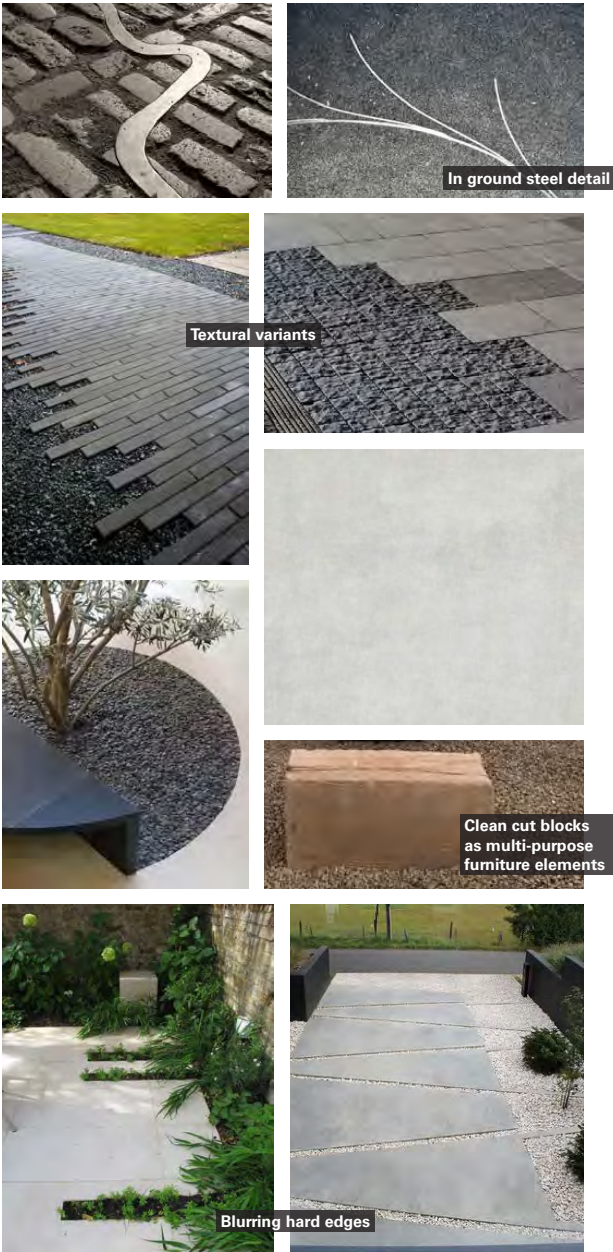 In ground steel detail
Textural variants
Clean cut blocks
as multi-purpose
furniture elements
Blurring hard edges